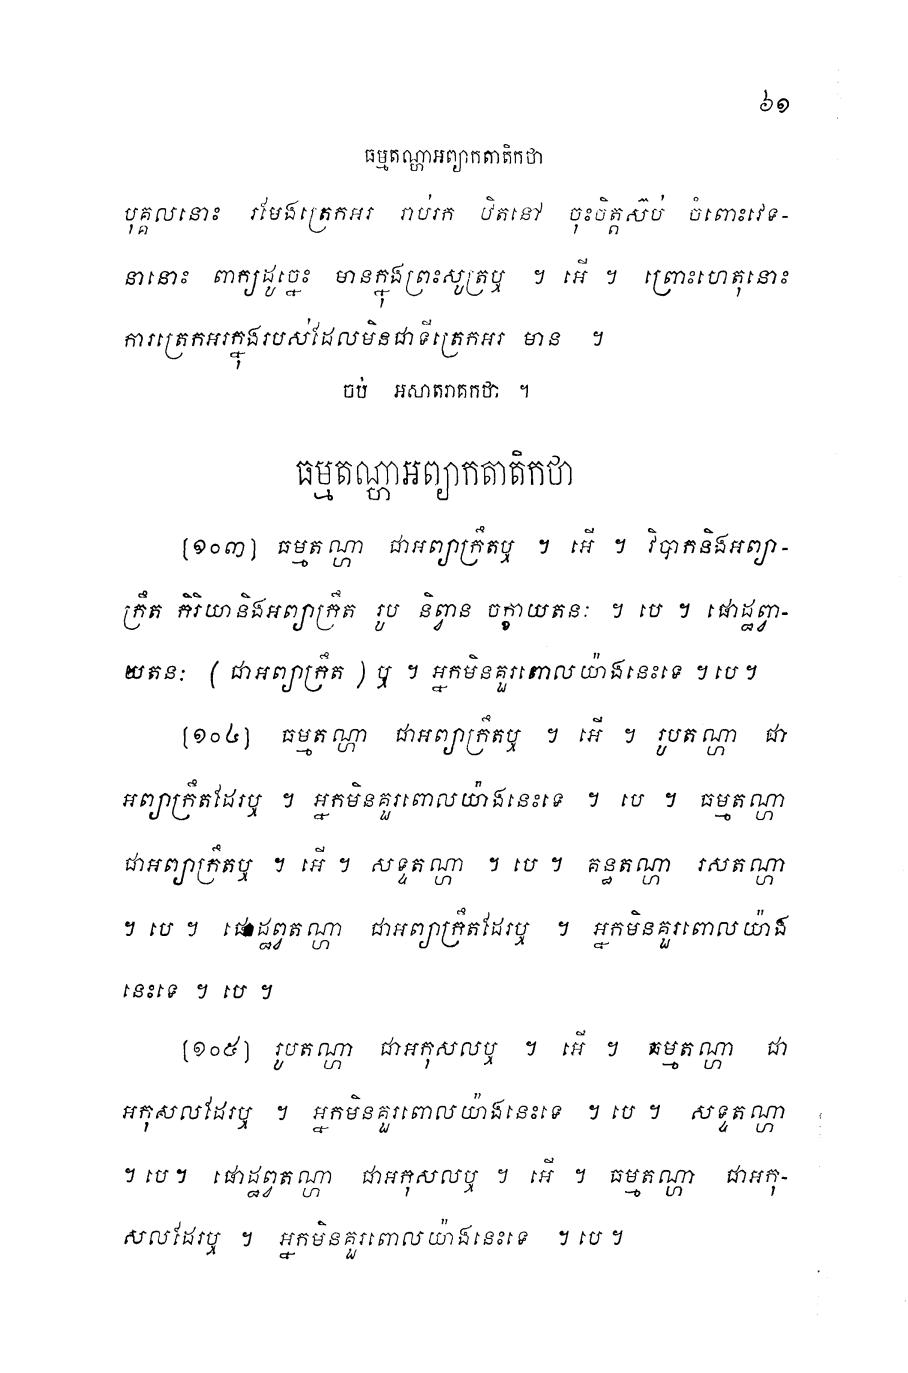 ៦១
ធម្មតណ្ហាអព្យាកតាតិកថា
បុគ្គលនោះ រមែងត្រេកអរ រាប់រក ឋិតនៅ ចុះចិត្តស៊ប់ ចំពោះវេទ-
នានោះ ពាក្យដូច្នេះ មានក្នុងព្រះសូត្រឬ ។ អើ ។ ព្រោះហេតុនោះ
ការត្រេកអរក្នុងរបស់ដែលមិនជាទីត្រេកអរ មាន ។
ចប់ អសាតរាគកថា ។
ធម្មតណ្ហាអព្យាកតាតិកថា
[១០៣] ធម្មតណ្ហា ជាអព្យាក្រឹតឬ ។ អើ ។ វិបាកនិងអព្យា-
ក្រឹត កិរិយានិងអព្យាក្រឹត រូប និព្វាន ចក្ខាយតនៈ ។ បេ ។ ផោដ្ឋព្វា-
យតនៈ ( ជាអព្យាក្រឹត ) ឬ ។ អ្នកមិនគួរពោលយ៉ាងនេះទេ ។ បេ ។
[១០៤] ធម្មតណ្ហា ជាអព្យាក្រឹតឬ ។ អើ ។ រូបតណ្ហា ជា
អព្យាក្រឹតដែរឬ ។ អ្នកមិនគួរពោលយ៉ាងនេះទេ ។ បេ ។ ធម្មតណ្ហា
ជាអព្យាក្រឹតឬ ។ អើ ។ សទ្ទតណ្ហា ។ បេ ។ គន្ធតណ្ហា រសតណ្ហា
។ បេ ។ ផោដ្ឋព្វតណ្ហា ជាអព្យាក្រឹតដែរឬ ។ អ្នកមិនគួរពោលយ៉ាង
នេះទេ ។ បេ ។
[១០៥] រូបតណ្ហា ជាអកុសលឬ ។ អើ ។ ធម្មតណ្ហា ជា
អកុសលដែរឬ ។ អ្នកមិនគួរពោលយ៉ាងនេះទេ ។ បេ ។ សទ្ទតណ្ហា
។ បេ ។ ផោដ្ឋព្វតណ្ហា ជាអកុសលឬ ។ អើ ។ ធម្មតណ្ហា ជាអកុ-
សលដែរឬ ។ អ្នកមិនគួរពោលយ៉ាងនេះទេ ។ បេ ។